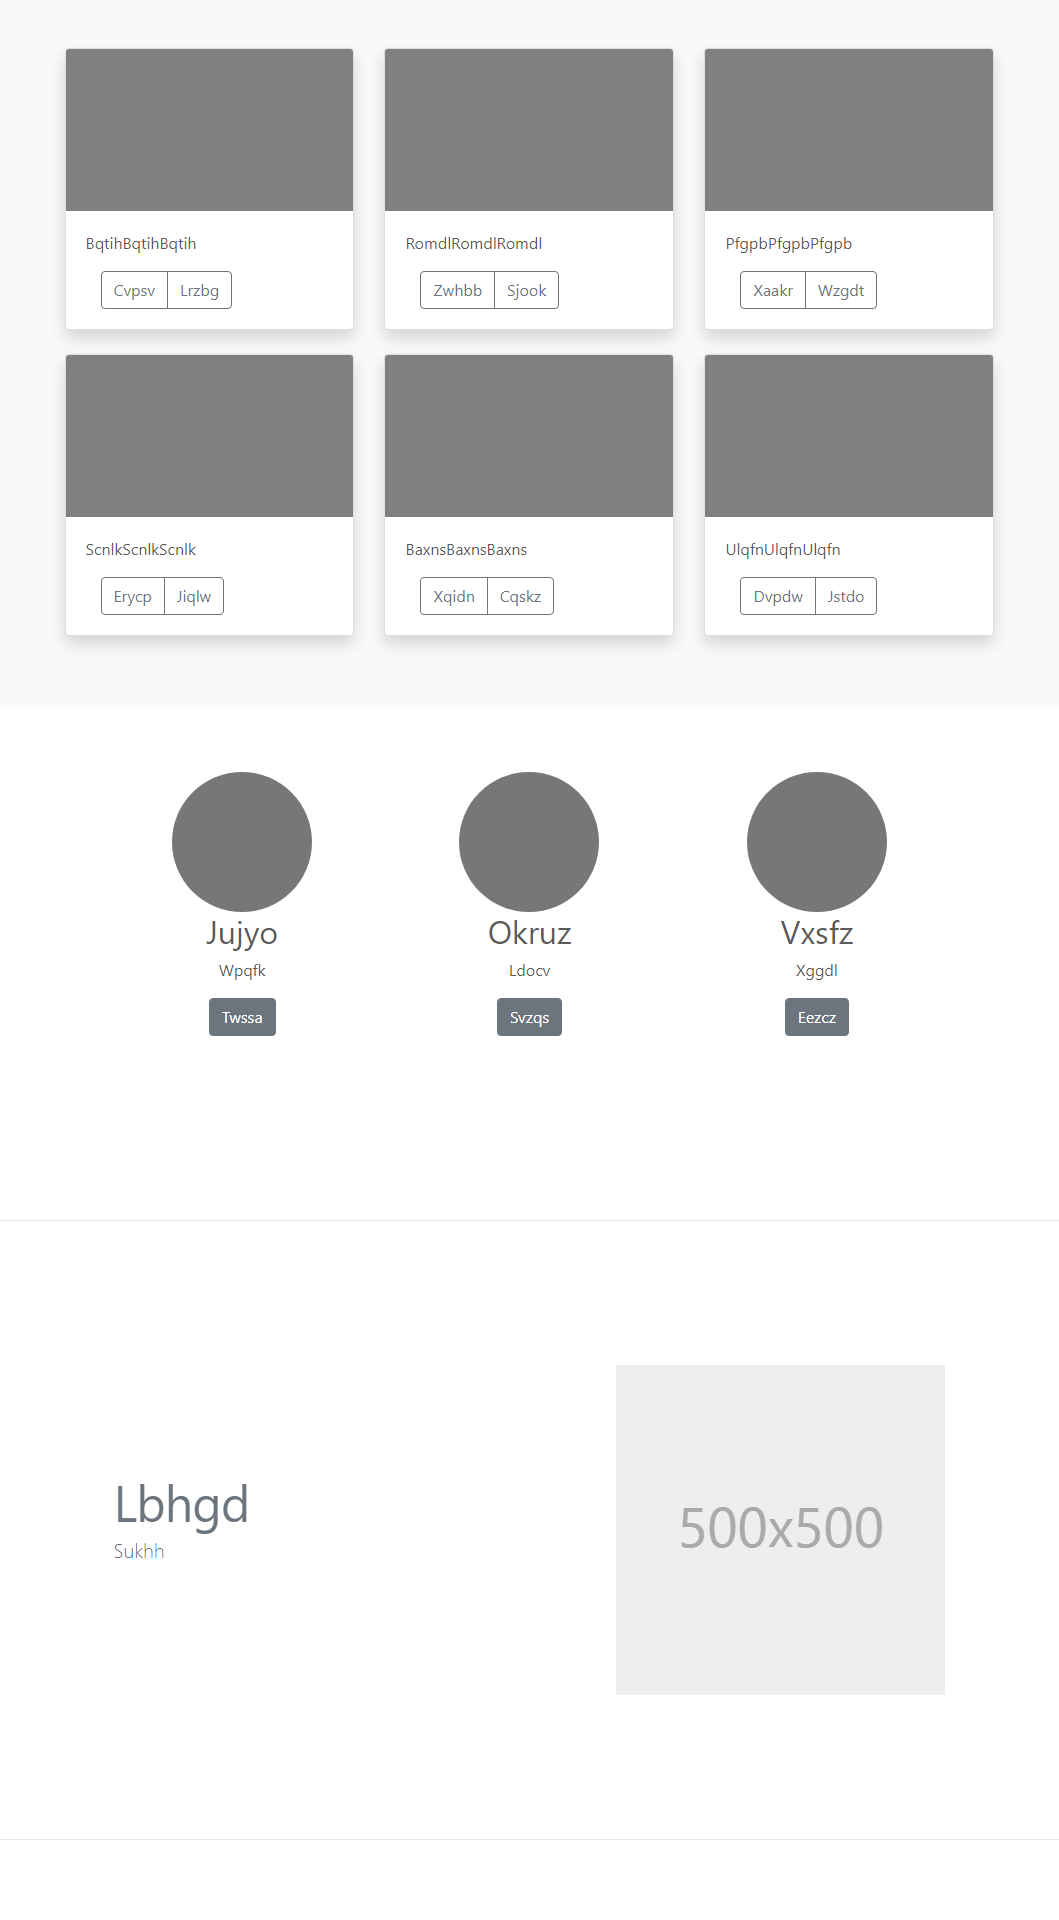 BqtihBqtihBqtih
Cvpsv Lrzbg
RomdlRomdlRomdl
Zwhbb Sjook
PfgpbPfgpbPfgpb
Xaakr Wzgdt
ScnlkScnlkScnlk
Erycp Jiqlw
BaxnsBaxnsBaxns
Xqidn Cqskz
UlqfnUlqfnUlqfn
Dvpdw Jstdo
Jujyo
Wpqfk
Twssa
Okruz
Ldocv
Svzqs
Vxsfz
Xggdl
Eezcz
Lbhgd
Sukhh
500x500